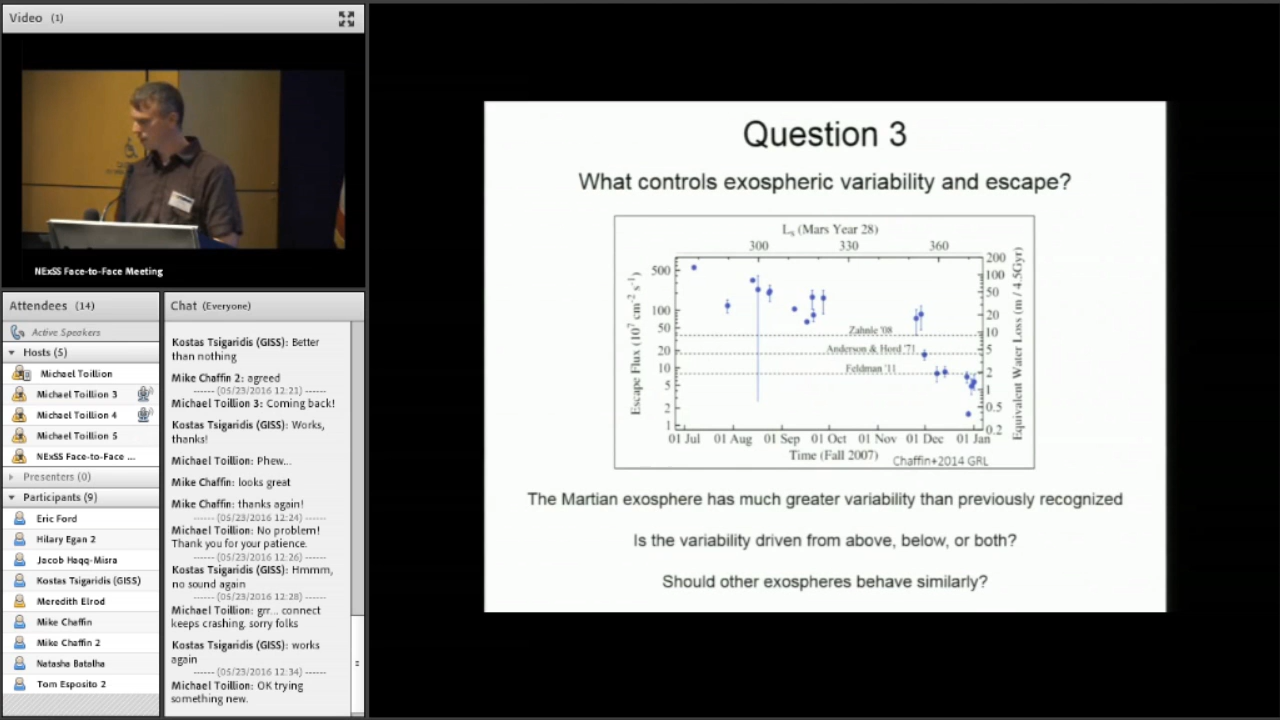 Video (1)
NExSS Face-to-Face Meeting
Attendees (14)
Active Speakers
Hosts (5)
Michael Toillion
Michael Toillion 3
Michael Toillion 4
Michael Toillion 5
NExSS Face-to-Face ...
Presenters (0)
Participants (9)
Eric Ford
Hilary Egan 2
Jacob Haqq-Misra
Kostas Tsigaridis (GISS)
Meredith Elrod
Mike Chaffin
Mike Chaffin 2
Natasha Batalha
Tom Esposito 2
Chat (Everyone)
Kostas Tsigaridis (GISS): Better
than nothing
Mike Chaffin 2: agreed
------ (05/23/2016 12:21) ------
Michael Toillion 3: Coming back!
Kostas Tsigaridis (GISS): Works,
thanks!
Michael Toillion: Phew...
Mike Chaffin: looks great
Mike Chaffin: thanks again!
------ (05/23/2016 12:24) ------
Michael Toillion: No problem!
Thank you for your patience.
------ (05/23/2016 12:26) ------
Kostas Tsigaridis (GISS): Hmmm,
no sound again
------ (05/23/2016 12:28) ------
Michael Toillion: grr... connect
keeps crashing. sorry folks
Kostas Tsigaridis (GISS): works
again
------ (05/23/2016 12:34) ------
Michael Toillion: OK trying
something new.
Question 3
What controls exospheric variability and escape?
Ls (Mars Year 28)
300 330 360
Escape Flux (10⁷ cm⁻² s⁻¹)
500
100
50
20
10
5
2
1
Zahnle '08
Anderson & Hord '71
Feldman '11
200
100
50
20
10
5
2
1
0.5
0.2
Equivalent Water Loss (m / 4.5Gyr)
01 Jul 01 Aug 01 Sep 01 Oct 01 Nov 01 Dec 01 Jan
Time (Fall 2007)
Chaffin+2014 GRL
The Martian exosphere has much greater variability than previously recognized
Is the variability driven from above, below, or both?
Should other exospheres behave similarly?